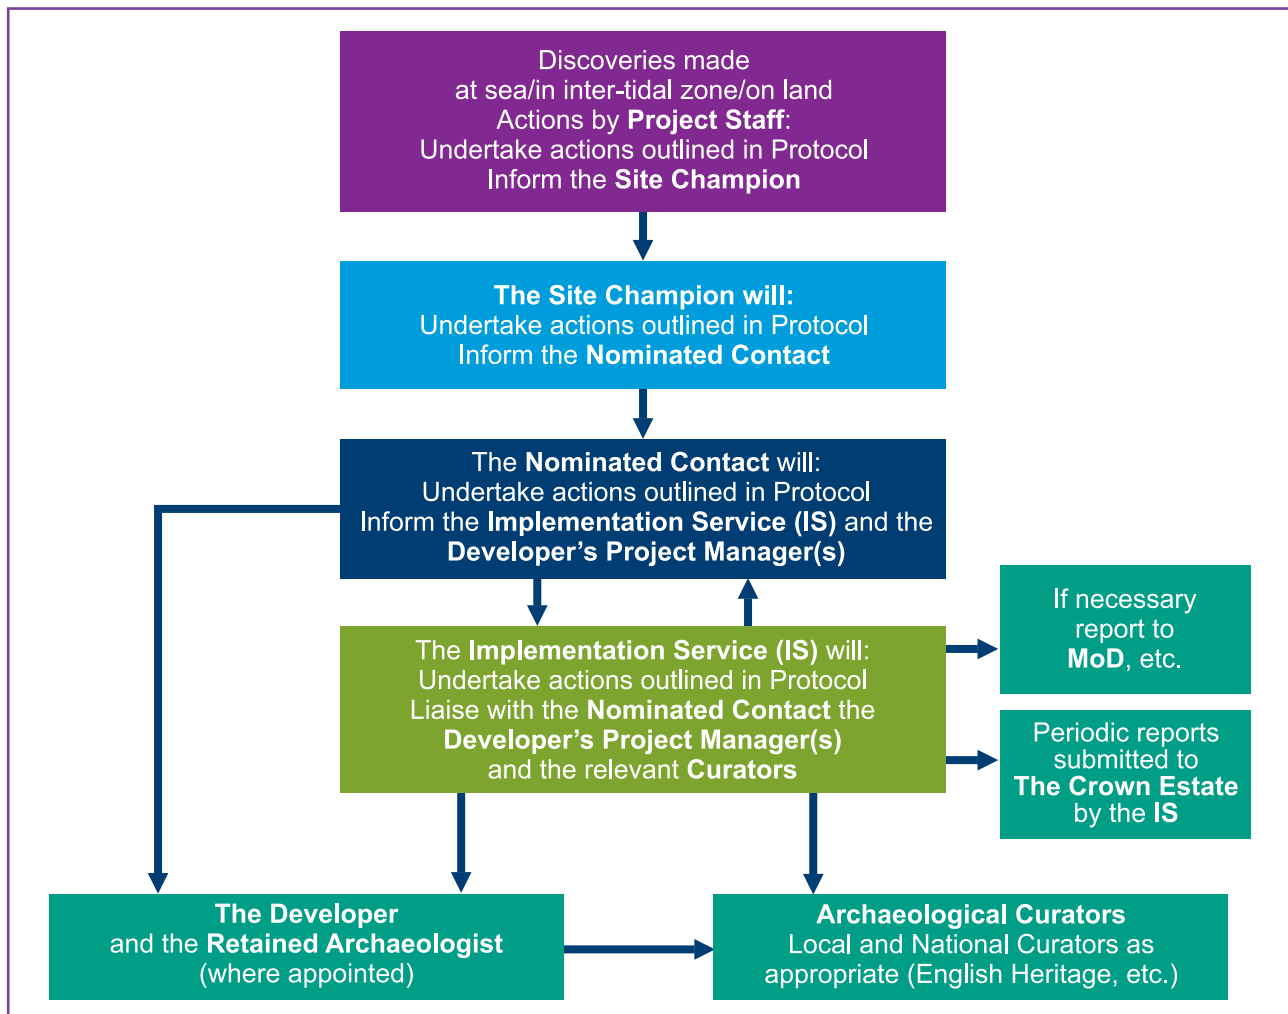 Discoveries made
at sea/in inter-tidal zone/on land
Actions by Project Staff:
Undertake actions outlined in Protocol
Inform the Site Champion
The Site Champion will:
Undertake actions outlined in Protocol
Inform the Nominated Contact
The Nominated Contact will:
Undertake actions outlined in Protocol
Inform the Implementation Service (IS) and the
Developer’s Project Manager(s)
The Implementation Service (IS) will:
Undertake actions outlined in Protocol
Liaise with the Nominated Contact the
Developer’s Project Manager(s)
and the relevant Curators
If necessary
report to
MoD, etc.
Periodic reports
submitted to
The Crown Estate
by the IS
The Developer
and the Retained Archaeologist
(where appointed)
Archaeological Curators
Local and National Curators as
appropriate (English Heritage, etc.)